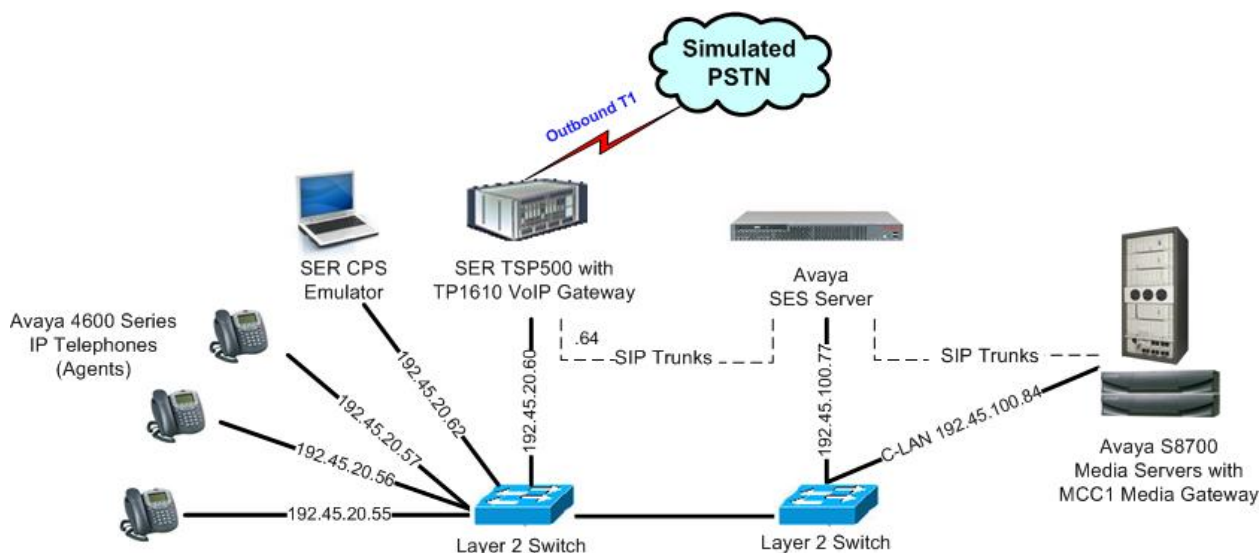 Simulated
PSTN
Outbound T1
SER CPS
Emulator
SER TSP500 with
TP1610 VoIP Gateway
Avaya
SES Server
Avaya 4600 Series
IP Telephones
(Agents)
.64
SIP Trunks
SIP Trunks
192.45.20.62
192.45.20.60
192.45.100.77
C-LAN 192.45.100.84
192.45.20.57
192.45.20.56
192.45.20.55
Avaya S8700
Media Servers with
MCC1 Media Gateway
Layer 2 Switch
Layer 2 Switch